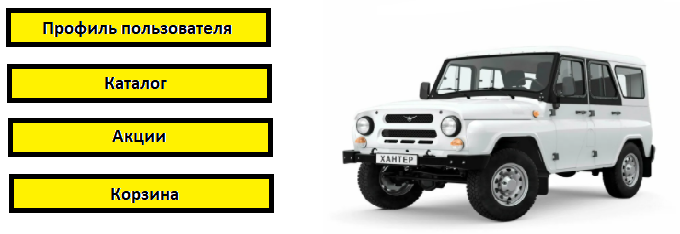 Профиль пользователя
Каталог
Акции
Корзина
ХАНТЕР